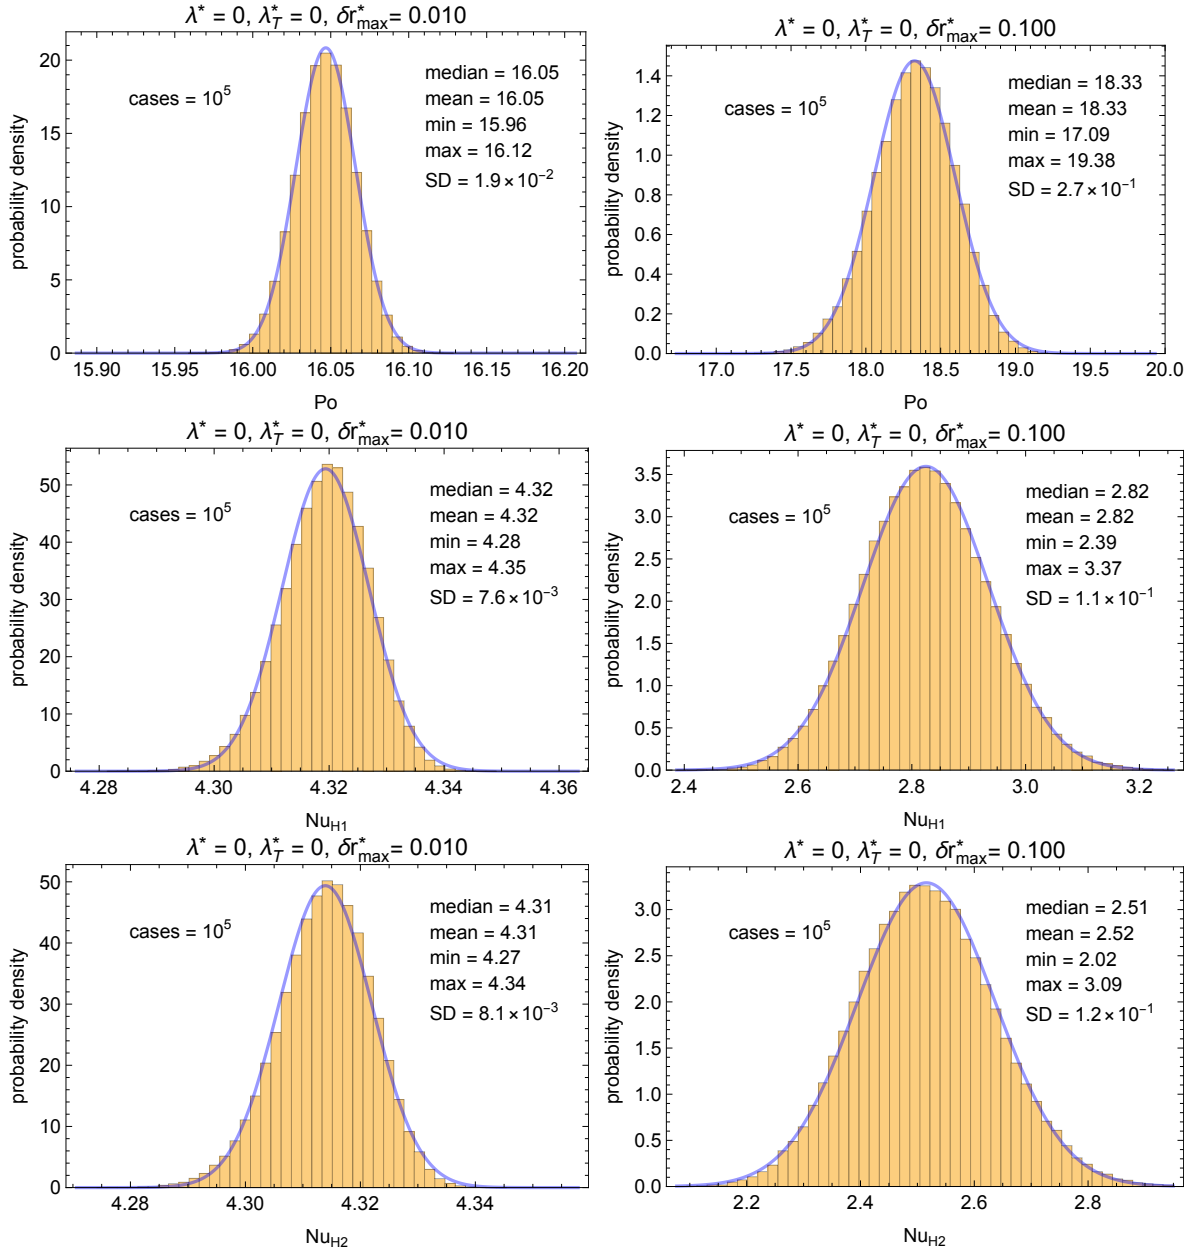 λ* = 0, λ*T = 0, δr*max = 0.010
probability density
20
15
10
5
0
cases = 10⁵
median = 16.05
mean = 16.05
min = 15.96
max = 16.12
SD = 1.9×10⁻²
15.90 15.95 16.00 16.05 16.10 16.15 16.20
Po
λ* = 0, λ*T = 0, δr*max = 0.100
probability density
1.4
1.2
1.0
0.8
0.6
0.4
0.2
0.0
cases = 10⁵
median = 18.33
mean = 18.33
min = 17.09
max = 19.38
SD = 2.7×10⁻¹
17.0 17.5 18.0 18.5 19.0 19.5 20.0
Po
λ* = 0, λ*T = 0, δr*max = 0.010
probability density
50
40
30
20
10
0
cases = 10⁵
median = 4.32
mean = 4.32
min = 4.28
max = 4.35
SD = 7.6×10⁻³
4.28 4.30 4.32 4.34 4.36
NuH1
λ* = 0, λ*T = 0, δr*max = 0.100
probability density
3.5
3.0
2.5
2.0
1.5
1.0
0.5
0.0
cases = 10⁵
median = 2.82
mean = 2.82
min = 2.39
max = 3.37
SD = 1.1×10⁻¹
2.4 2.6 2.8 3.0 3.2
NuH1
λ* = 0, λ*T = 0, δr*max = 0.010
probability density
50
40
30
20
10
0
cases = 10⁵
median = 4.31
mean = 4.31
min = 4.27
max = 4.34
SD = 8.1×10⁻³
4.28 4.30 4.32 4.34
NuH2
λ* = 0, λ*T = 0, δr*max = 0.100
probability density
3.0
2.5
2.0
1.5
1.0
0.5
0.0
cases = 10⁵
median = 2.51
mean = 2.52
min = 2.02
max = 3.09
SD = 1.2×10⁻¹
2.2 2.4 2.6 2.8
NuH2